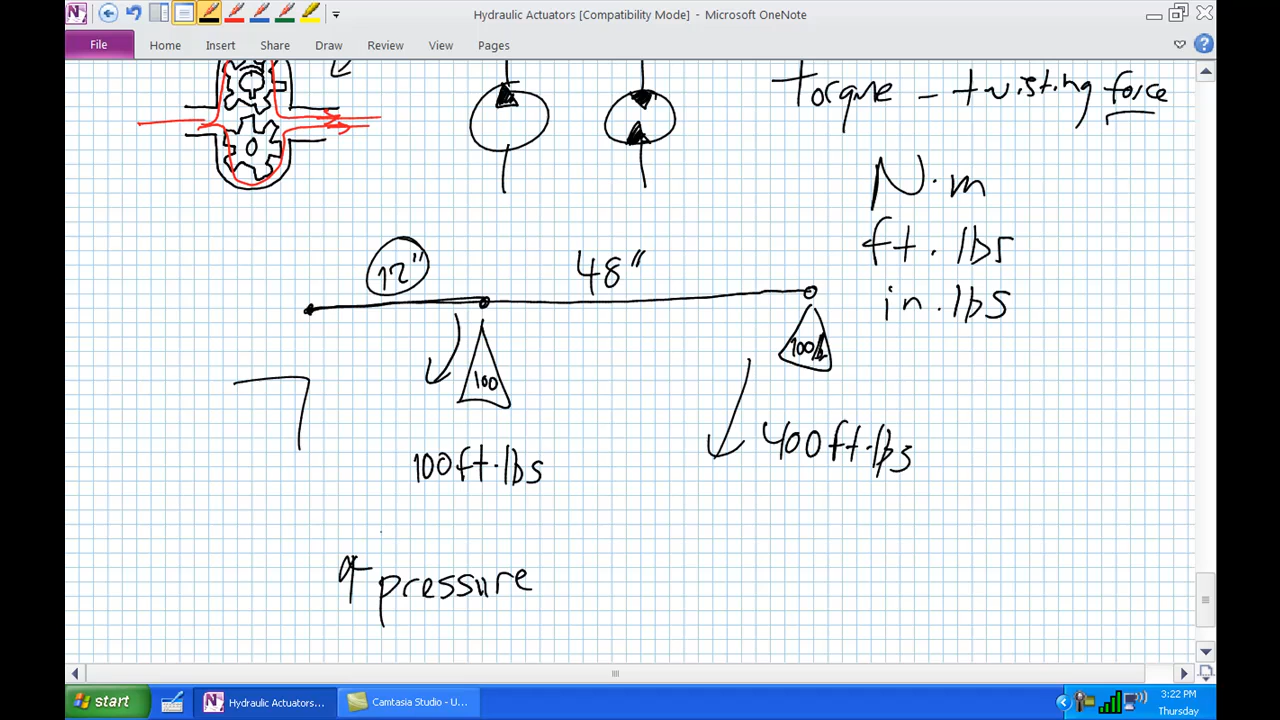 Hydraulic Actuators [Compatibility Mode] - Microsoft OneNote
File Home Insert Share Draw Review View Pages
Torque - twisting force
N·m
ft.lbs
in.lbs
12" 48"
100 100
100ft·lbs 400ft·lbs
↑ pressure
start Hydraulic Actuators... Camtasia Studio - U... 3:22 PM
Thursday